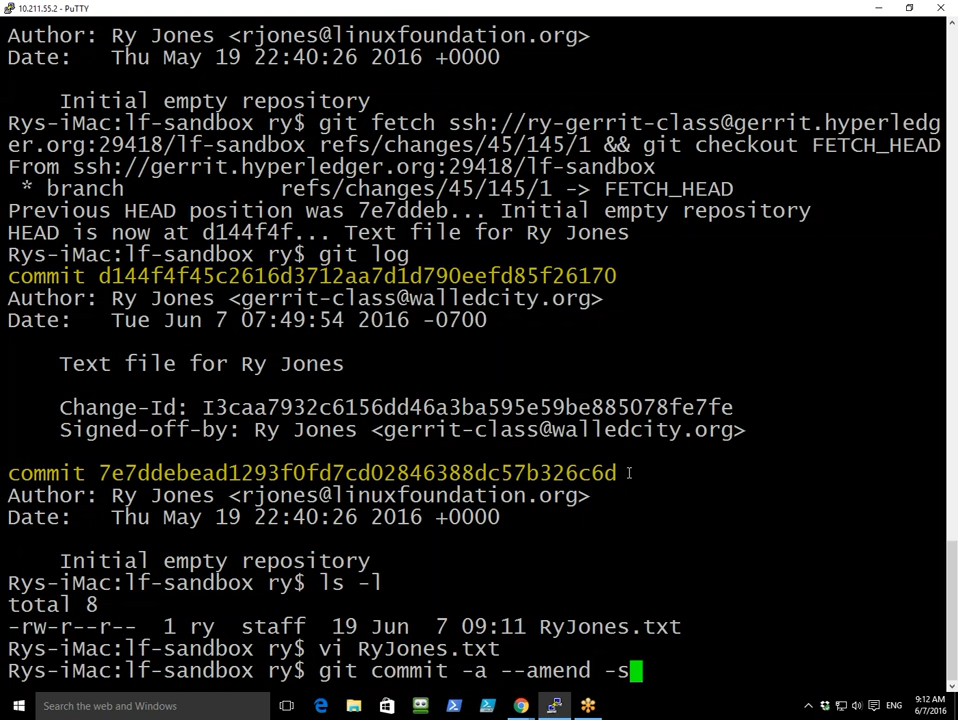 10.211.55.2 - PuTTY
Author: Ry Jones <rjones@linuxfoundation.org>
Date:   Thu May 19 22:40:26 2016 +0000
Initial empty repository
Rys-iMac:lf-sandbox ry$ git fetch ssh://ry-gerrit-class@gerrit.hyperledg
er.org:29418/lf-sandbox refs/changes/45/145/1 && git checkout FETCH_HEAD
From ssh://gerrit.hyperledger.org:29418/lf-sandbox
 * branch            refs/changes/45/145/1 -> FETCH_HEAD
Previous HEAD position was 7e7ddeb... Initial empty repository
HEAD is now at d144f4f... Text file for Ry Jones
Rys-iMac:lf-sandbox ry$ git log
commit d144f4f45c2616d3712aa7d1d790eefd85f26170
Author: Ry Jones <gerrit-class@walledcity.org>
Date:   Tue Jun 7 07:49:54 2016 -0700
Text file for Ry Jones
Change-Id: I3caa7932c6156dd46a3ba595e59be885078fe7fe
Signed-off-by: Ry Jones <gerrit-class@walledcity.org>
commit 7e7ddebead1293f0fd7cd02846388dc57b326c6d
Author: Ry Jones <rjones@linuxfoundation.org>
Date:   Thu May 19 22:40:26 2016 +0000
Initial empty repository
Rys-iMac:lf-sandbox ry$ ls -l
total 8
-rw-r--r--  1 ry  staff  19 Jun  7 09:11 RyJones.txt
Rys-iMac:lf-sandbox ry$ vi RyJones.txt
Rys-iMac:lf-sandbox ry$ git commit -a --amend -s
Search the web and Windows
ENG
9:12 AM
6/7/2016